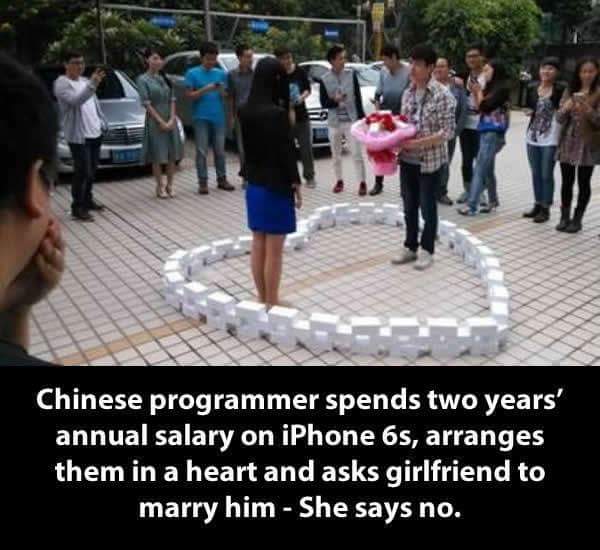 Chinese programmer spends two years'
annual salary on iPhone 6s, arranges
them in a heart and asks girlfriend to
marry him - She says no.